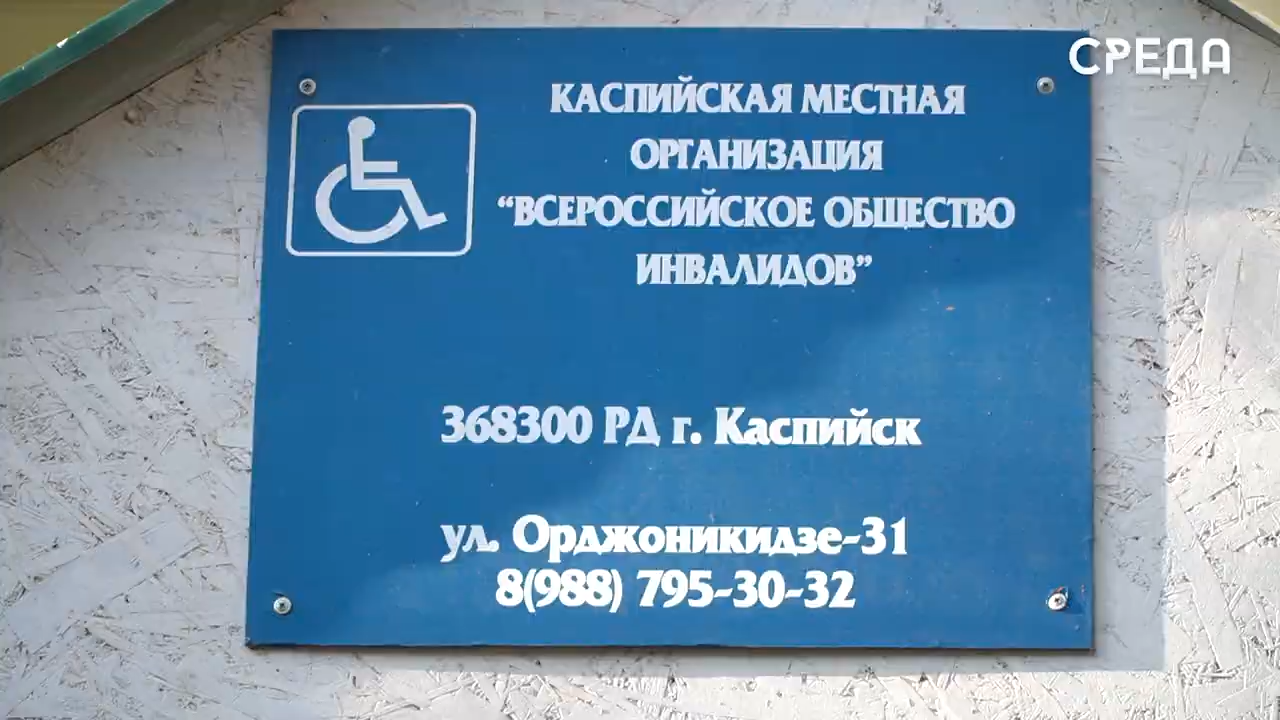 СРЕДА
КАСПИЙСКАЯ МЕСТНАЯ
ОРГАНИЗАЦИЯ
“ВСЕРОССИЙСКОЕ ОБЩЕСТВО
ИНВАЛИДОВ”
368300 РД г. Каспийск
ул. Орджоникидзе-31
8(988) 795-30-32